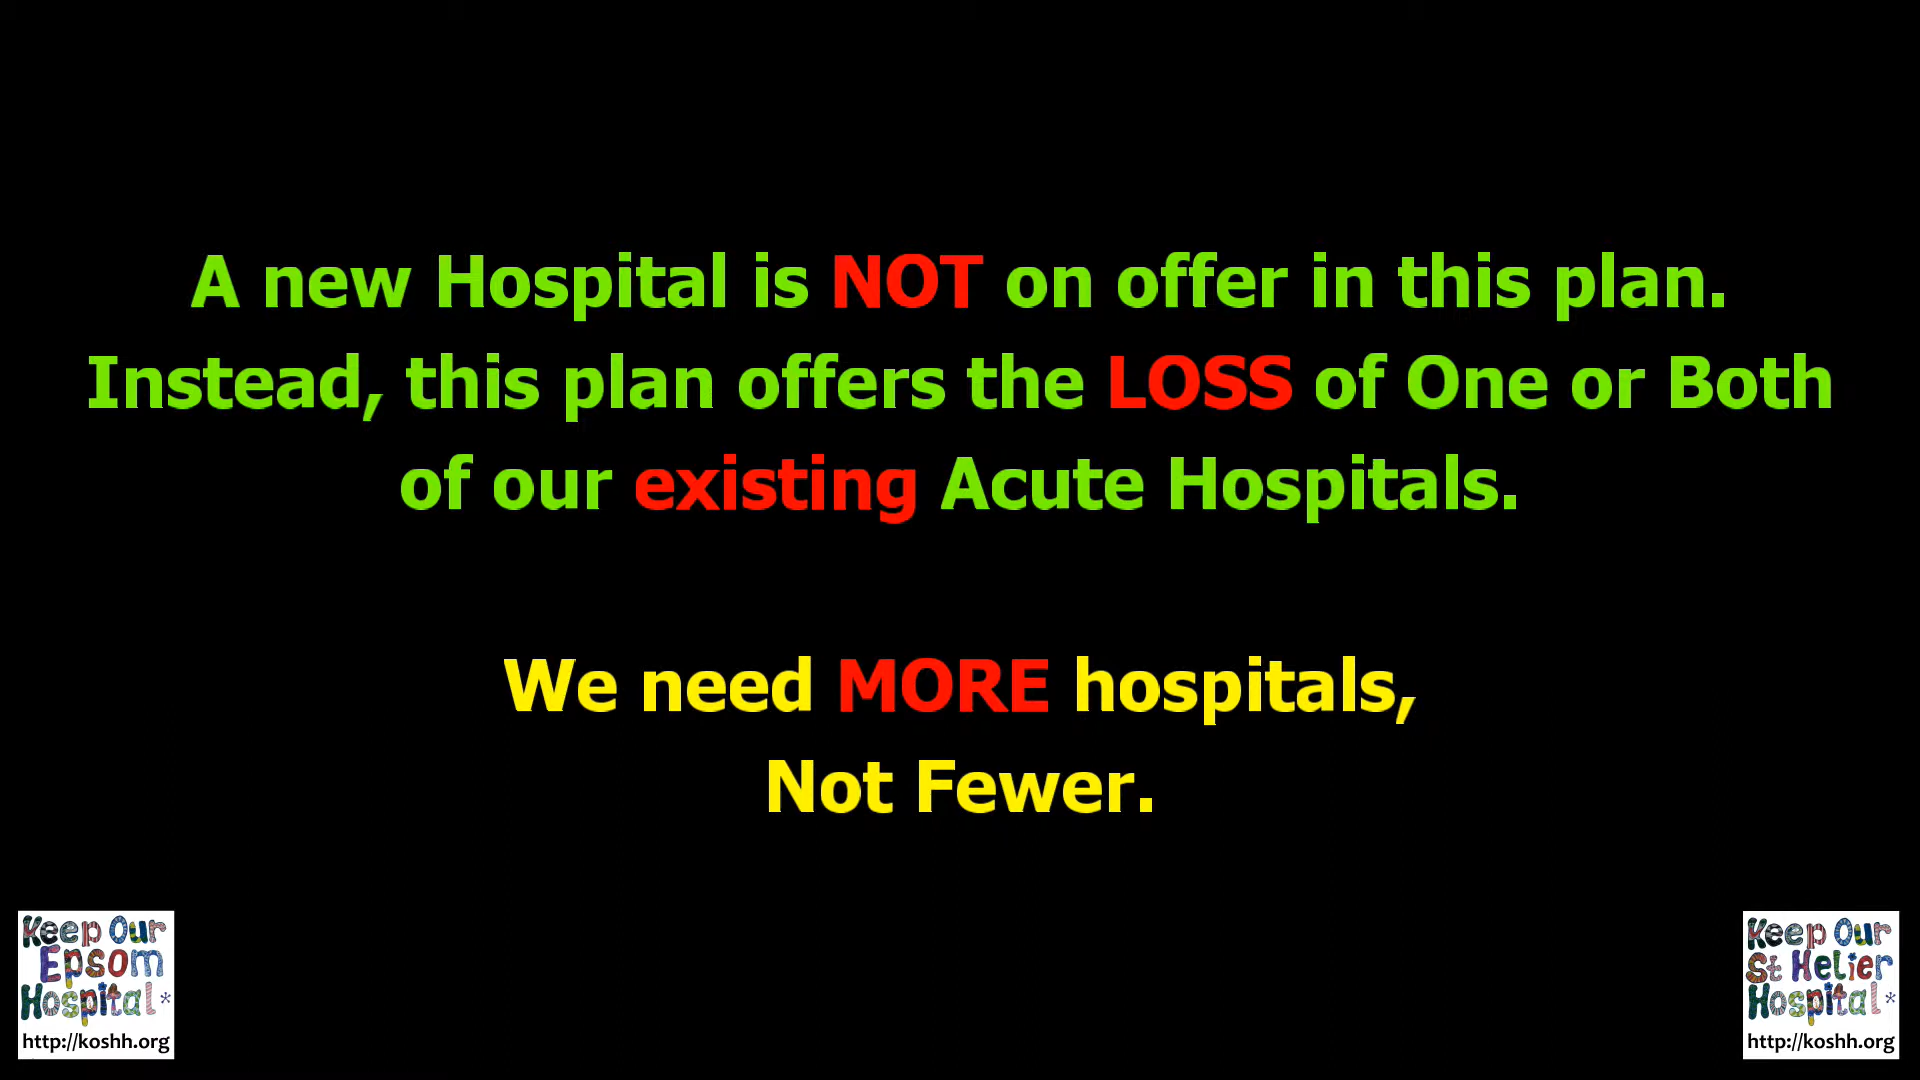 A new Hospital is NOT on offer in this plan.
Instead, this plan offers the LOSS of One or Both
of our existing Acute Hospitals.
We need MORE hospitals,
Not Fewer.
Keep Our
Epsom
Hospital*
http://koshh.org
Keep Our
St Helier
Hospital*
http://koshh.org